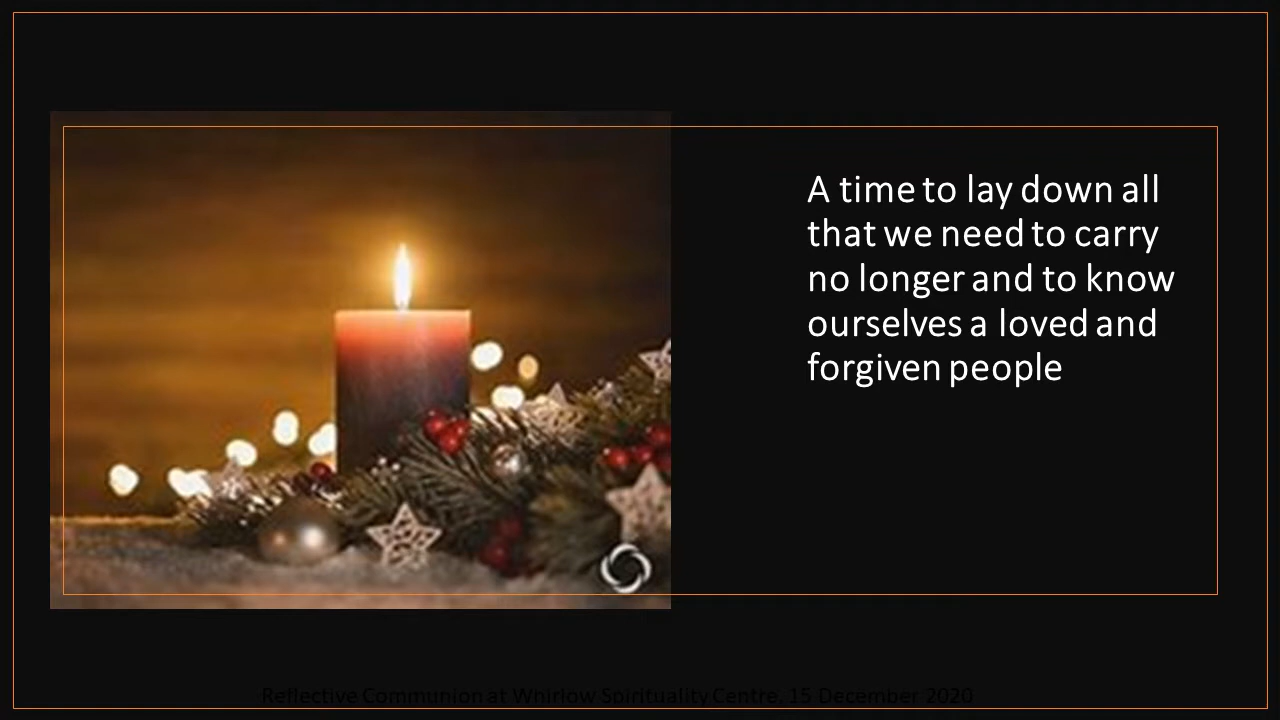 A time to lay down all
that we need to carry
no longer and to know
ourselves a loved and
forgiven people
Reflective Communion at Whirlow Spirituality Centre, 15 December 2020